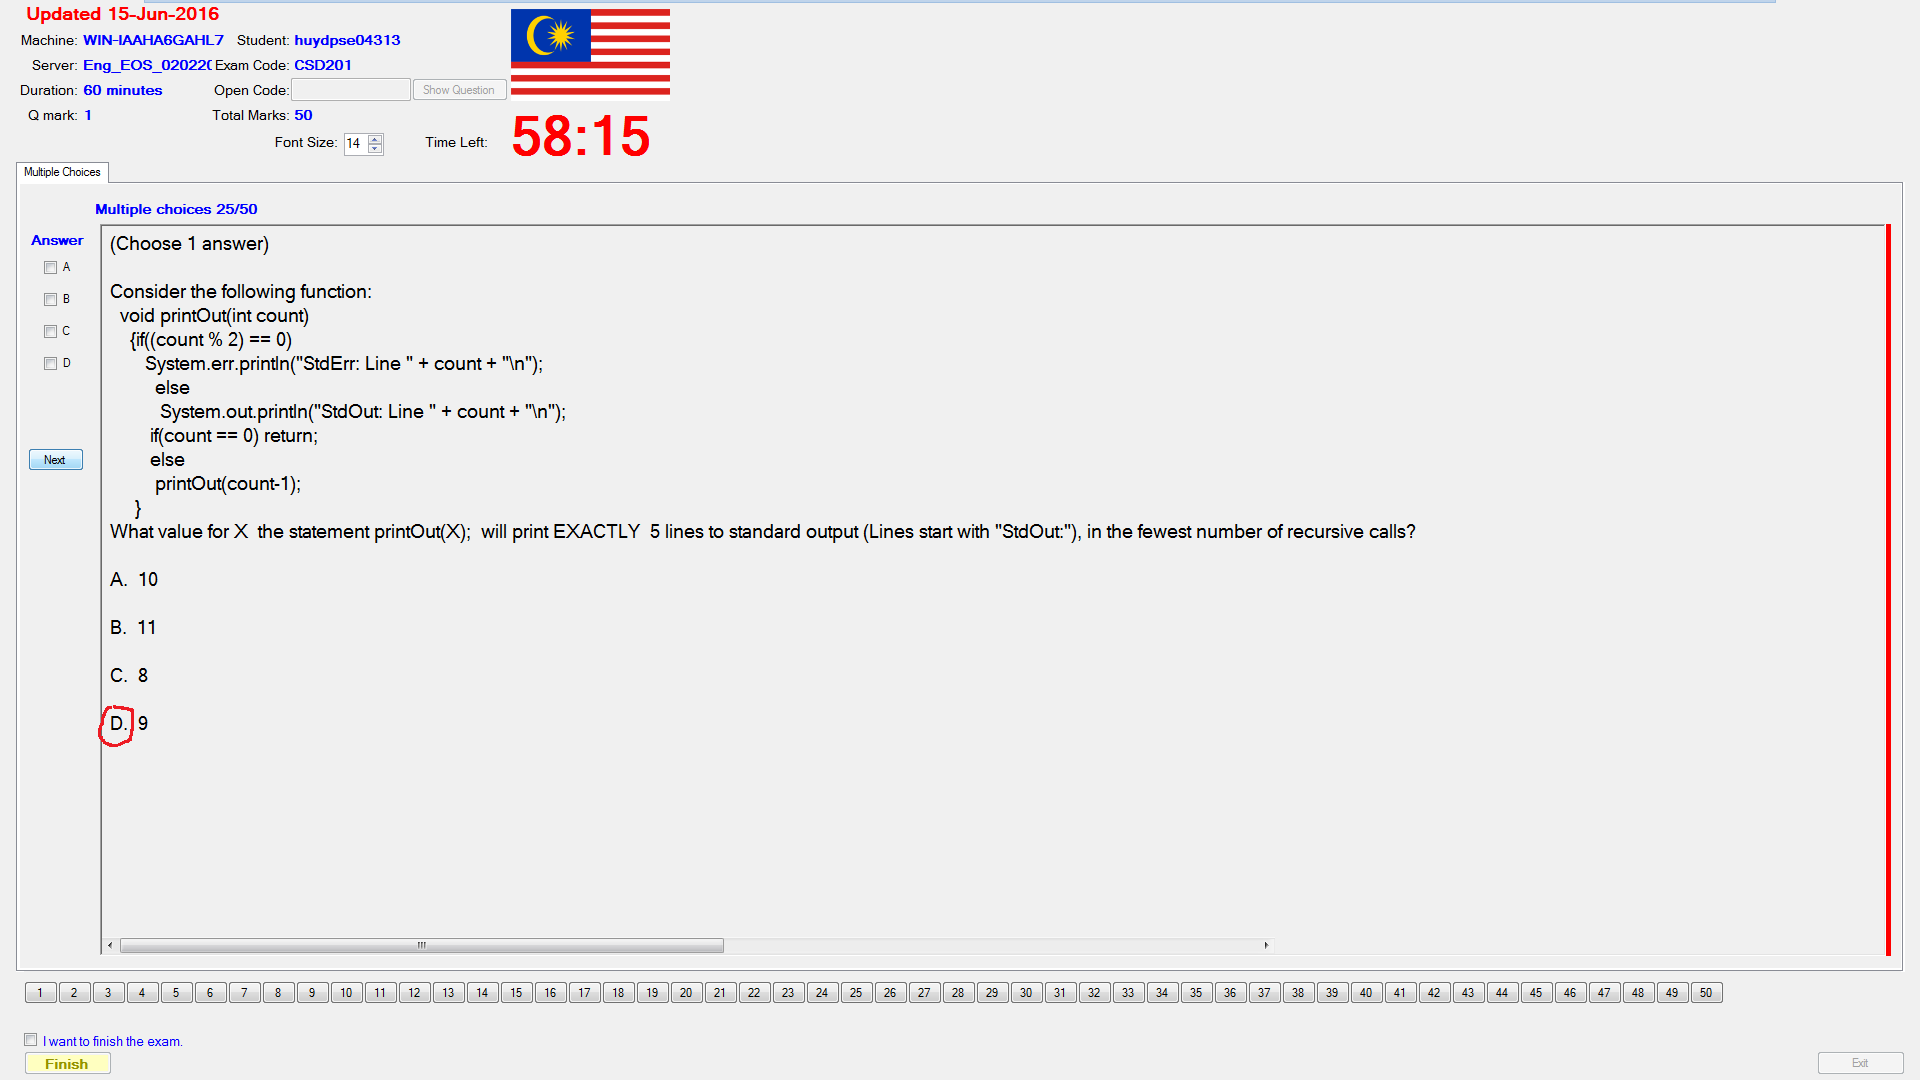 Updated 15-Jun-2016
Machine: WIN-IAAHA6GAHL7 Student: huydpse04313
Server: Eng_EOS_020220 Exam Code: CSD201
Duration: 60 minutes Open Code: Show Question
Q mark: 1 Total Marks: 50
Font Size: 14 Time Left: 58:15
Multiple Choices
Multiple choices 25/50
Answer
A
B
C
D
Next
(Choose 1 answer)
Consider the following function:
void printOut(int count)
{if((count % 2) == 0)
System.err.println("StdErr: Line " + count + "\n");
else
System.out.println("StdOut: Line " + count + "\n");
if(count == 0) return;
else
printOut(count-1);
}
What value for X the statement printOut(X); will print EXACTLY 5 lines to standard output (Lines start with "StdOut:"), in the fewest number of recursive calls?
A. 10
B. 11
C. 8
D. 9
1 2 3 4 5 6 7 8 9 10 11 12 13 14 15 16 17 18 19 20 21 22 23 24 25 26 27 28 29 30 31 32 33 34 35 36 37 38 39 40 41 42 43 44 45 46 47 48 49 50
I want to finish the exam.
Finish
Exit